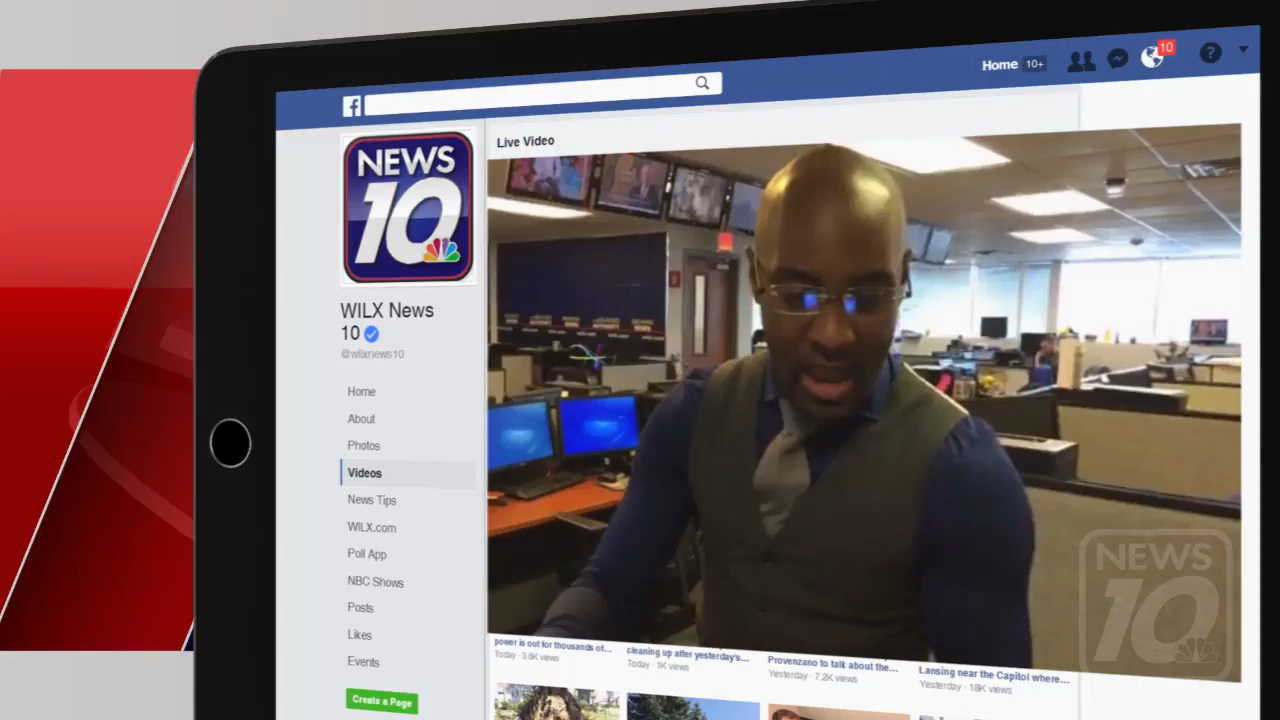 Home 10+
10
?
f
NEWS
10
Live Video
WILX News
10
@wilxnews10
Home
About
Photos
Videos
News Tips
WILX.com
Poll App
NBC Shows
Posts
Likes
Events
Create a Page
power is out for thousands of...
Today · 3.6K views
cleaning up after yesterday's...
Today · 1K views
Provenzano to talk about the...
Yesterday · 7.2K views
Lansing near the Capitol where...
Yesterday · 18K views
NEWS
10